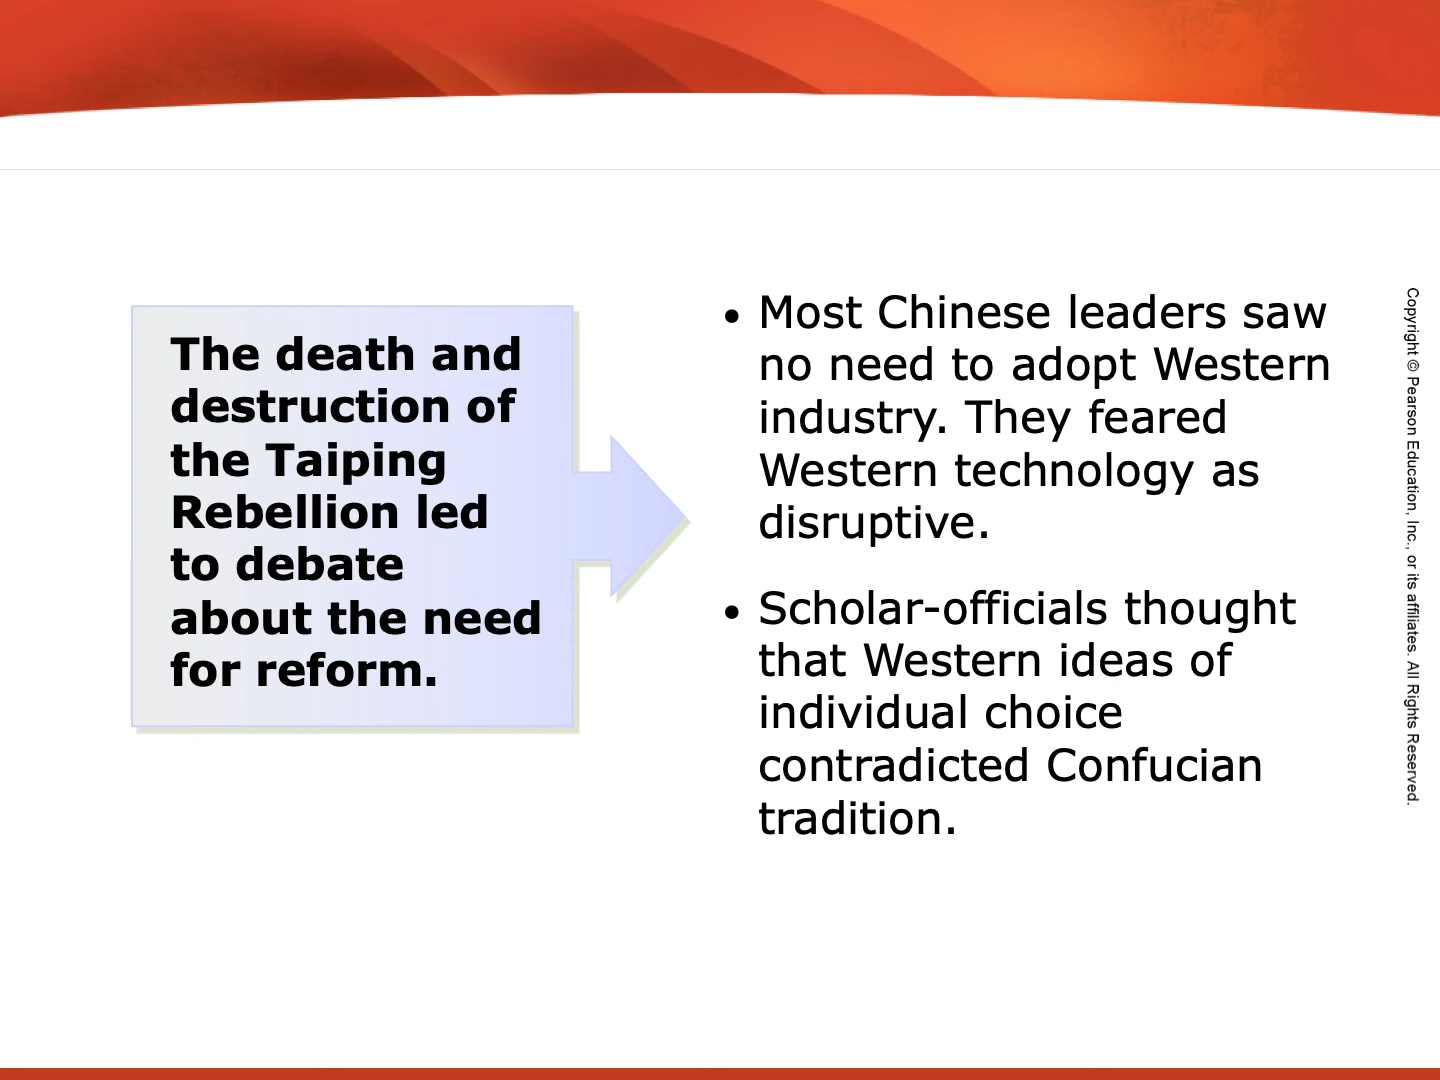 The death and
destruction of
the Taiping
Rebellion led
to debate
about the need
for reform.
• Most Chinese leaders saw
no need to adopt Western
industry. They feared
Western technology as
disruptive.
• Scholar-officials thought
that Western ideas of
individual choice
contradicted Confucian
tradition.
Copyright © Pearson Education, Inc., or its affiliates. All Rights Reserved.